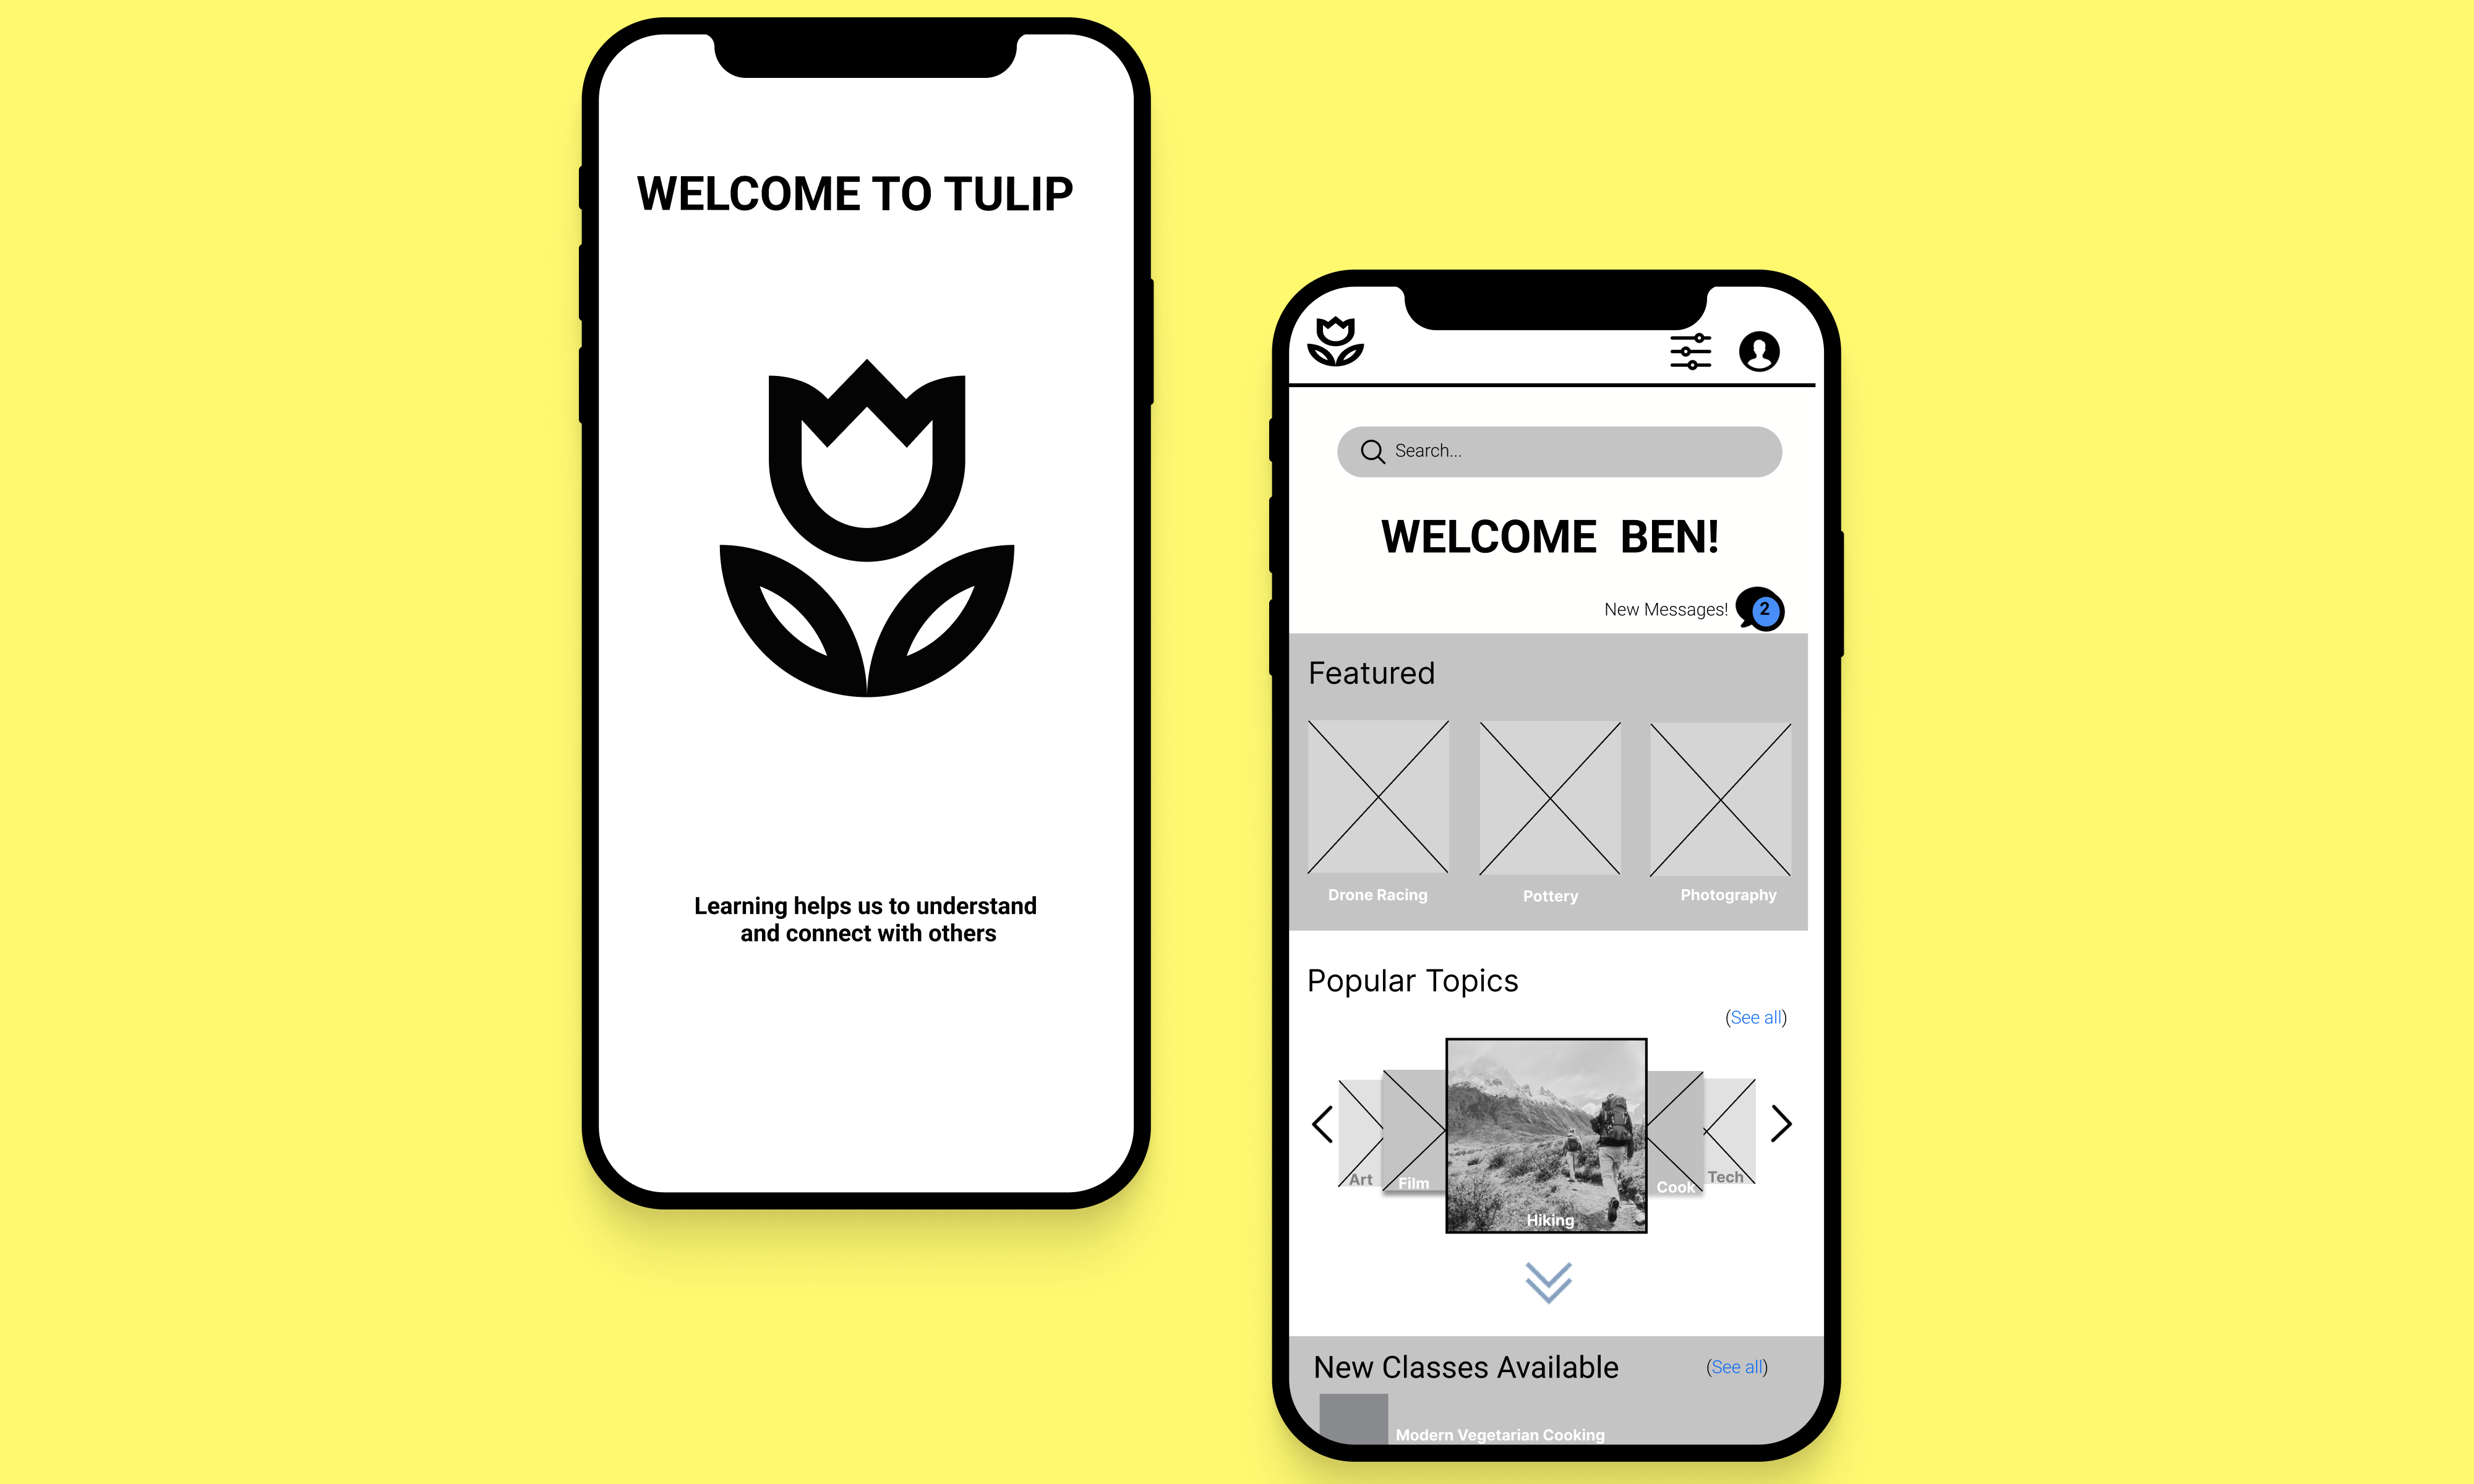 WELCOME TO TULIP
Learning helps us to understand
and connect with others
Search...
WELCOME BEN!
New Messages! 2
Featured
Drone Racing Pottery Photography
Popular Topics
(See all)
Art Film Hiking Cook Tech
New Classes Available (See all)
Modern Vegetarian Cooking